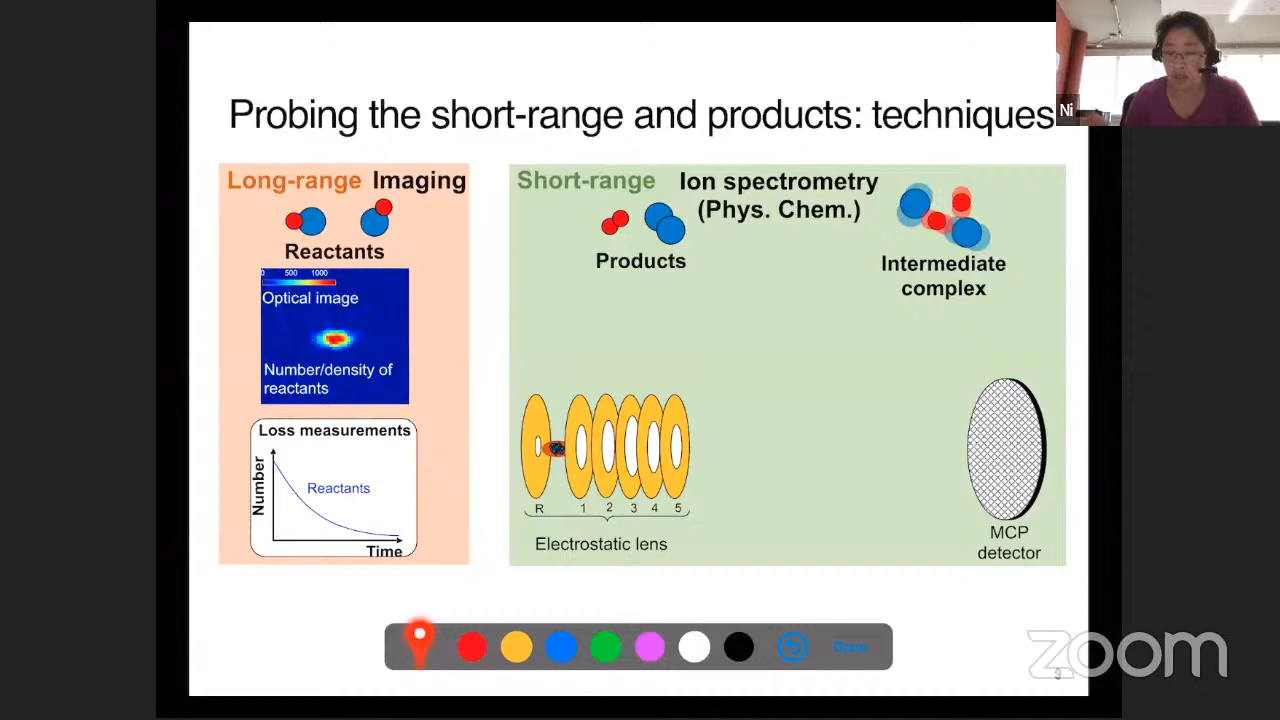 Probing the short-range and products: techniques
Ni
Long-range Imaging
Reactants
0 500 1000
Optical image
Number/density of
reactants
Loss measurements
Number
Reactants
Time
Short-range
Ion spectrometry
(Phys. Chem.)
Products
Intermediate
complex
R 1 2 3 4 5
Electrostatic lens
MCP
detector
Done
zoom
9